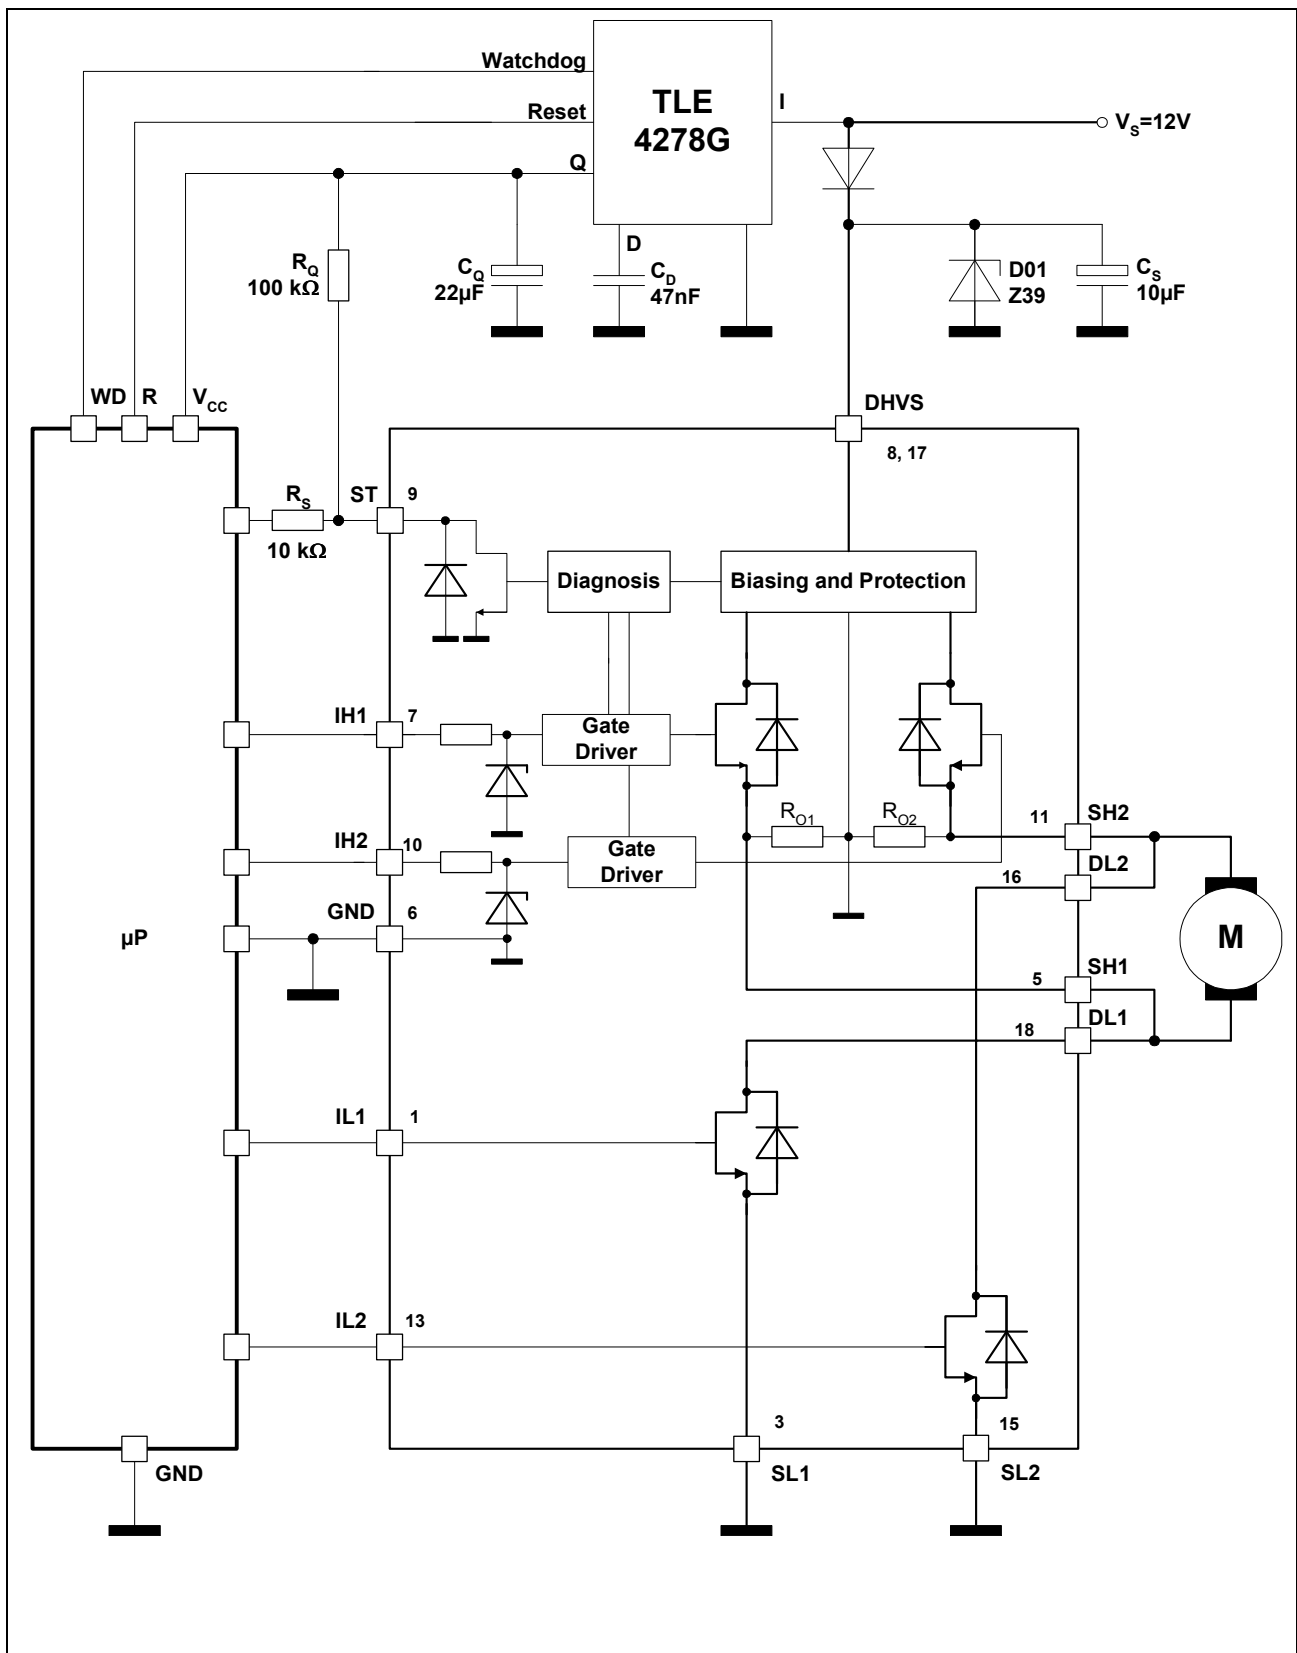 Watchdog
TLE
4278G
I
Reset
V_S=12V
Q
D
R_Q
100 kΩ
C_Q
22µF
C_D
47nF
D01
Z39
C_S
10µF
WD
R
V_CC
DHVS
8, 17
R_S
10 kΩ
ST
9
Diagnosis
Biasing and Protection
IH1
7
Gate
Driver
R_O1
R_O2
11
SH2
IH2
10
Gate
Driver
16
DL2
GND
6
µP
M
5
SH1
18
DL1
IL1
1
IL2
13
3
15
GND
SL1
SL2